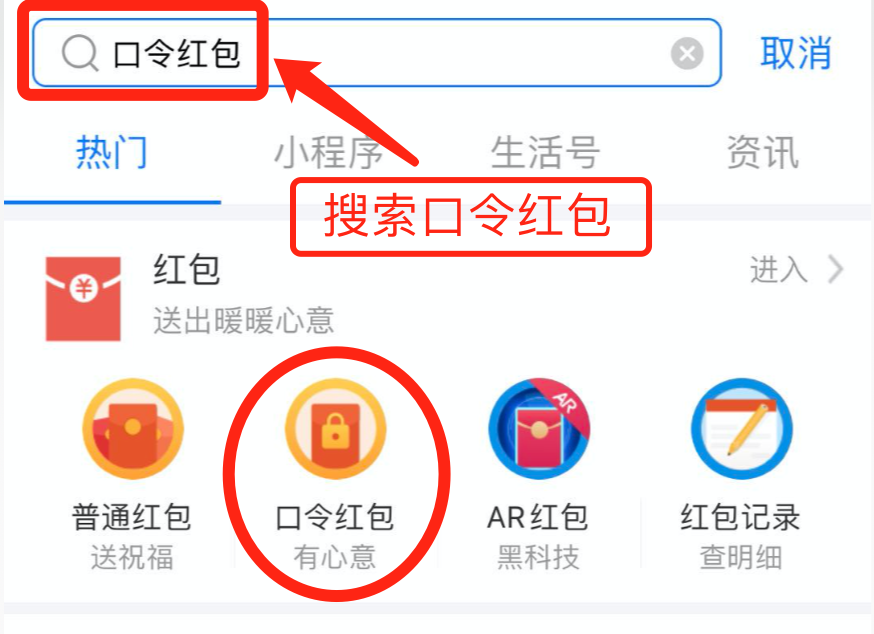 口令红包
取消
热门
小程序
生活号
资讯
搜索口令红包
红包
进入
送出暖暖心意
普通红包
口令红包
AR
AR红包
红包记录
送祝福
有心意
黑科技
查明细